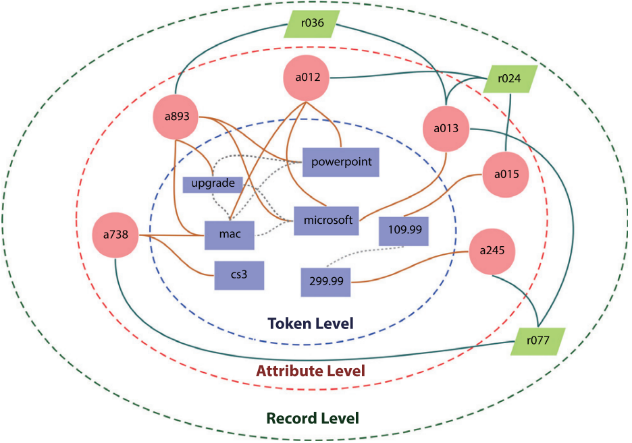 r036
a012
r024
a893
a013
powerpoint
a015
upgrade
microsoft
a738
mac
109.99
a245
cs3
299.99
Token Level
r077
Attribute Level
Record Level